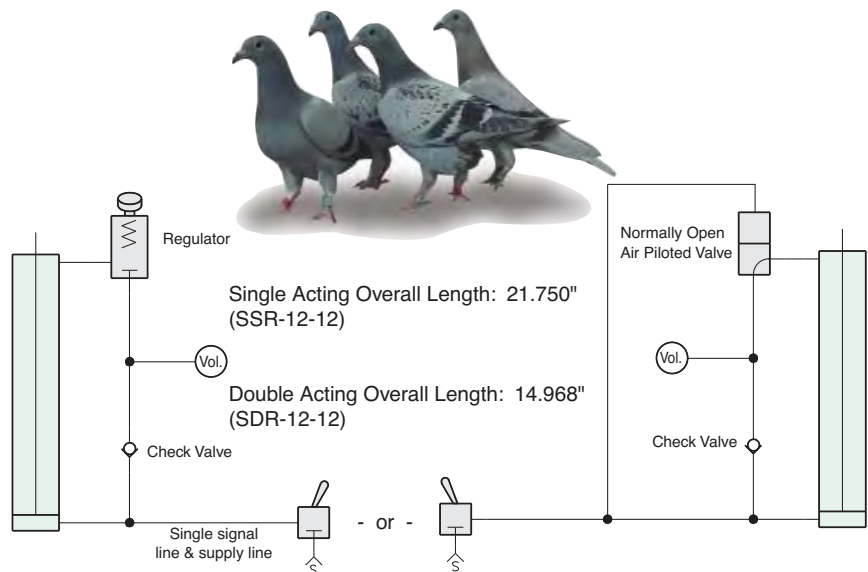 Regulator
Normally Open
Air Piloted Valve
Single Acting Overall Length: 21.750"
(SSR-12-12)
Vol.
Vol.
Double Acting Overall Length: 14.968"
(SDR-12-12)
Check Valve
Check Valve
Single signal
line & supply line
- or -
S
S